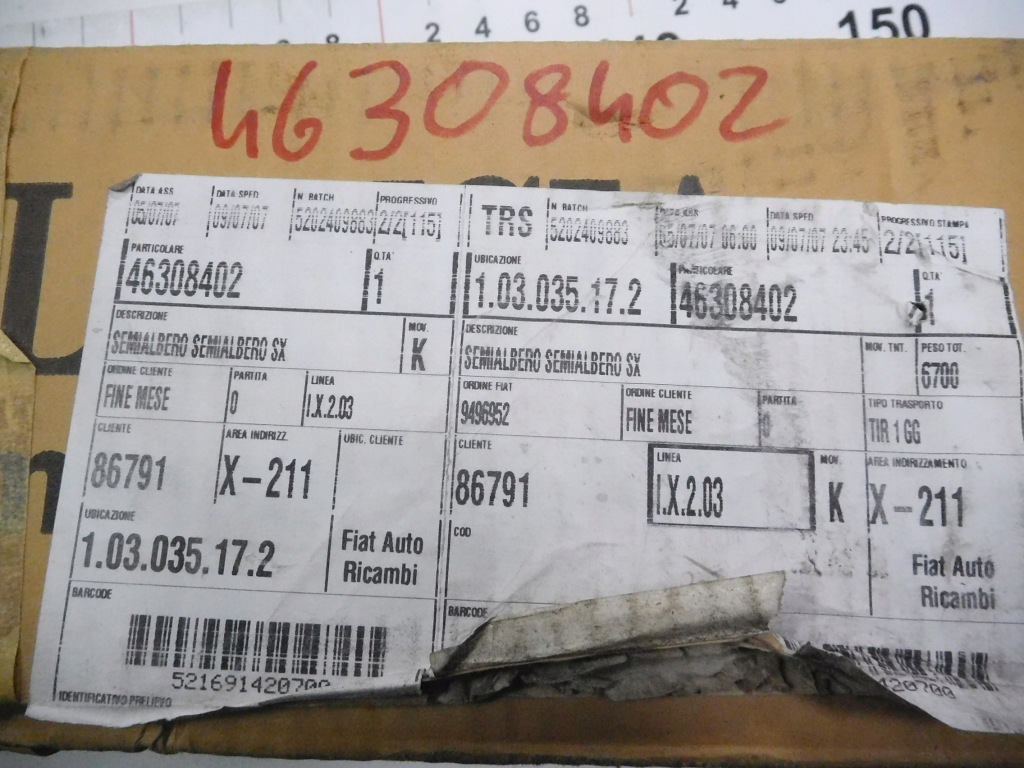 2 4 6 8 2 4
150
46308402
DATA ASS DATA SPED N BATCH PROGRESSIVO
05/07/07 09/07/07 5202409883 2/2[115]
PARTICOLARE Q.TA'
46308402 1
DESCRIZIONE MOV.
SEMIALBERO SEMIALBERO SX K
ORDINE CLIENTE PARTITA LINEA
FINE MESE 0 I.X.2.03
CLIENTE AREA INDIRIZZ. UBIC. CLIENTE
86791 X-211
UBICAZIONE
1.03.035.17.2 Fiat Auto
Ricambi
BARCODE
521691420700
IDENTIFICATIVO PRELIEVO
TRS N BATCH DATA ASS DATA SPED PROGRESSIVO STAMPA
5202409883 05/07/07 06:00 09/07/07 23:45 2/2[115]
UBICAZIONE PARTICOLARE Q.TA'
1.03.035.17.2 46308402 1
DESCRIZIONE MOV. TNT. PESO TOT.
SEMIALBERO SEMIALBERO SX 6700
ORDINE FIAT ORDINE CLIENTE PARTITA TIPO TRASPORTO
9496952 FINE MESE 0 TIR 1 GG
CLIENTE LINEA MOV. AREA INDIRIZZAMENTO
86791 I.X.2.03 K X-211
COD
Fiat Auto
Ricambi
BARCODE
420700